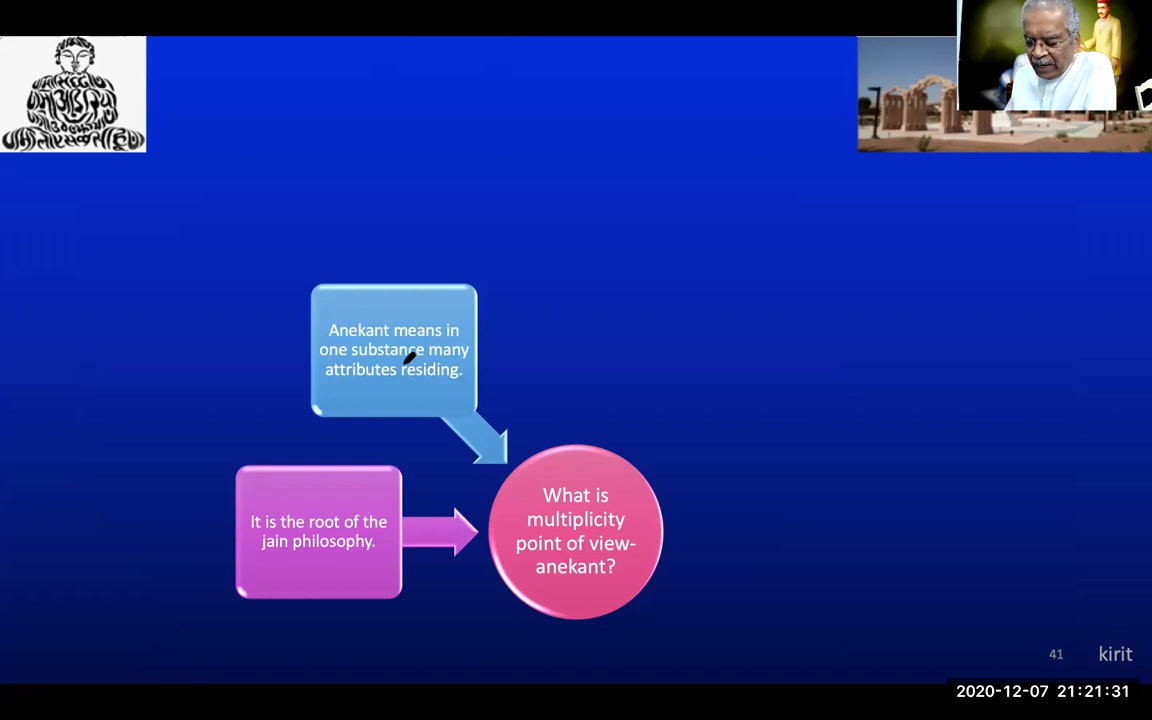 Anekant means in
one substance many
attributes residing.
It is the root of the
jain philosophy.
What is
multiplicity
point of view-
anekant?
41
kirit
2020-12-07 21:21:31